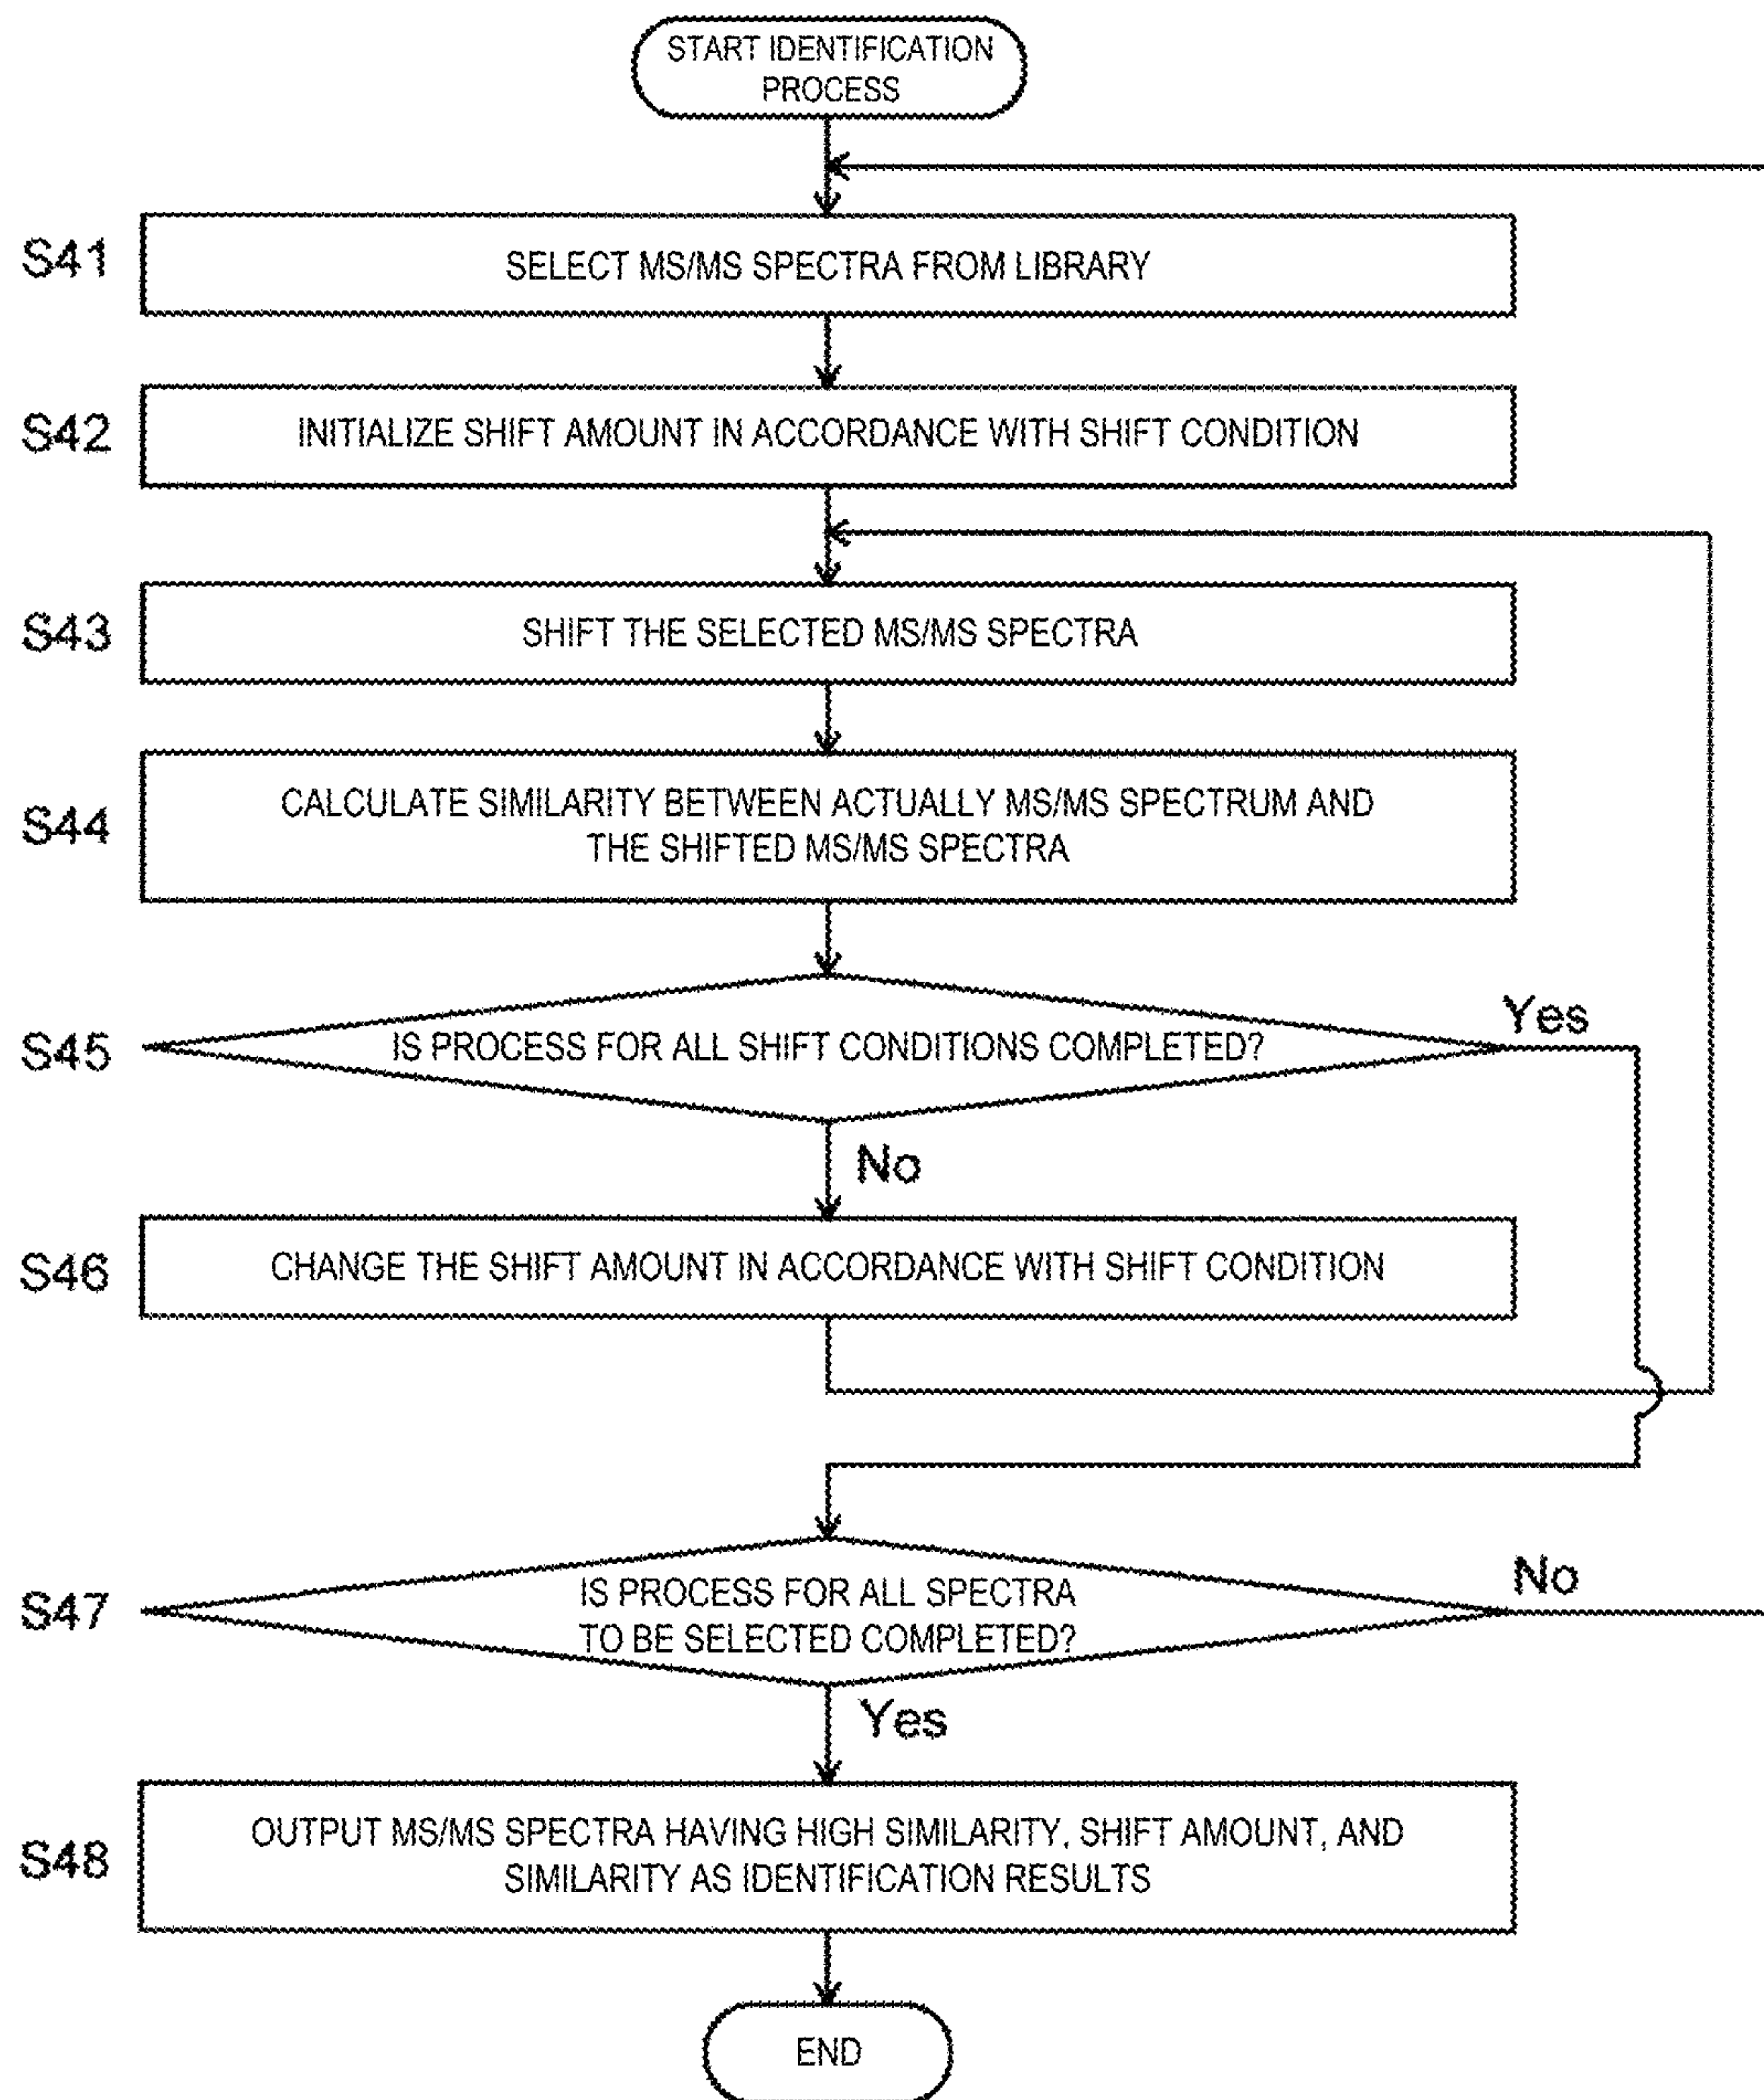 START IDENTIFICATION
PROCESS
S41
SELECT MS/MS SPECTRA FROM LIBRARY
S42
INITIALIZE SHIFT AMOUNT IN ACCORDANCE WITH SHIFT CONDITION
S43
SHIFT THE SELECTED MS/MS SPECTRA
S44
CALCULATE SIMILARITY BETWEEN ACTUALLY MS/MS SPECTRUM AND
THE SHIFTED MS/MS SPECTRA
S45
IS PROCESS FOR ALL SHIFT CONDITIONS COMPLETED?
Yes
No
S46
CHANGE THE SHIFT AMOUNT IN ACCORDANCE WITH SHIFT CONDITION
S47
IS PROCESS FOR ALL SPECTRA
TO BE SELECTED COMPLETED?
No
Yes
S48
OUTPUT MS/MS SPECTRA HAVING HIGH SIMILARITY, SHIFT AMOUNT, AND
SIMILARITY AS IDENTIFICATION RESULTS
END